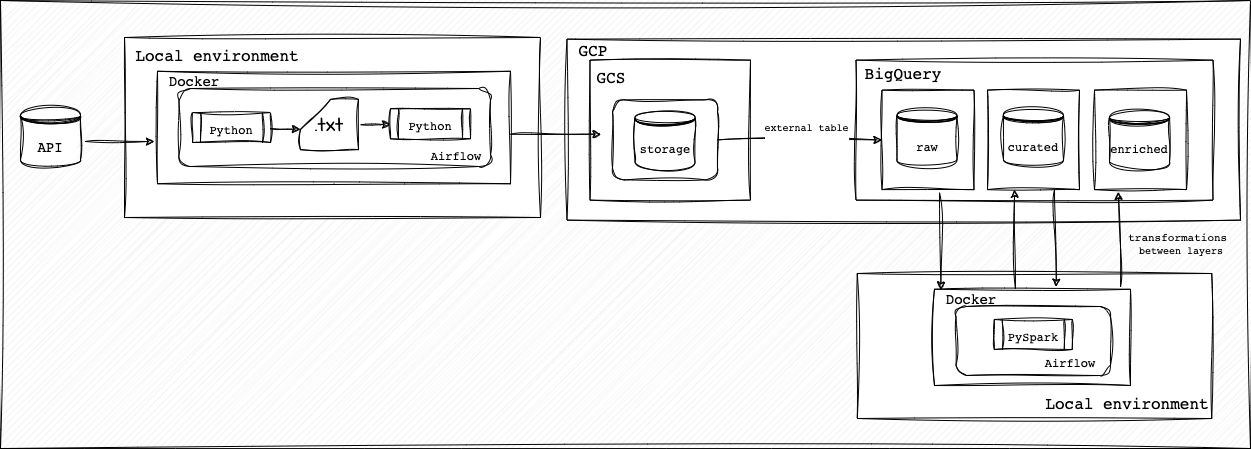 API
Local environment
Docker
Python
.txt
Python
Airflow
GCP
GCS
storage
external table
BigQuery
raw
curated
enriched
transformations
between layers
Docker
PySpark
Airflow
Local environment